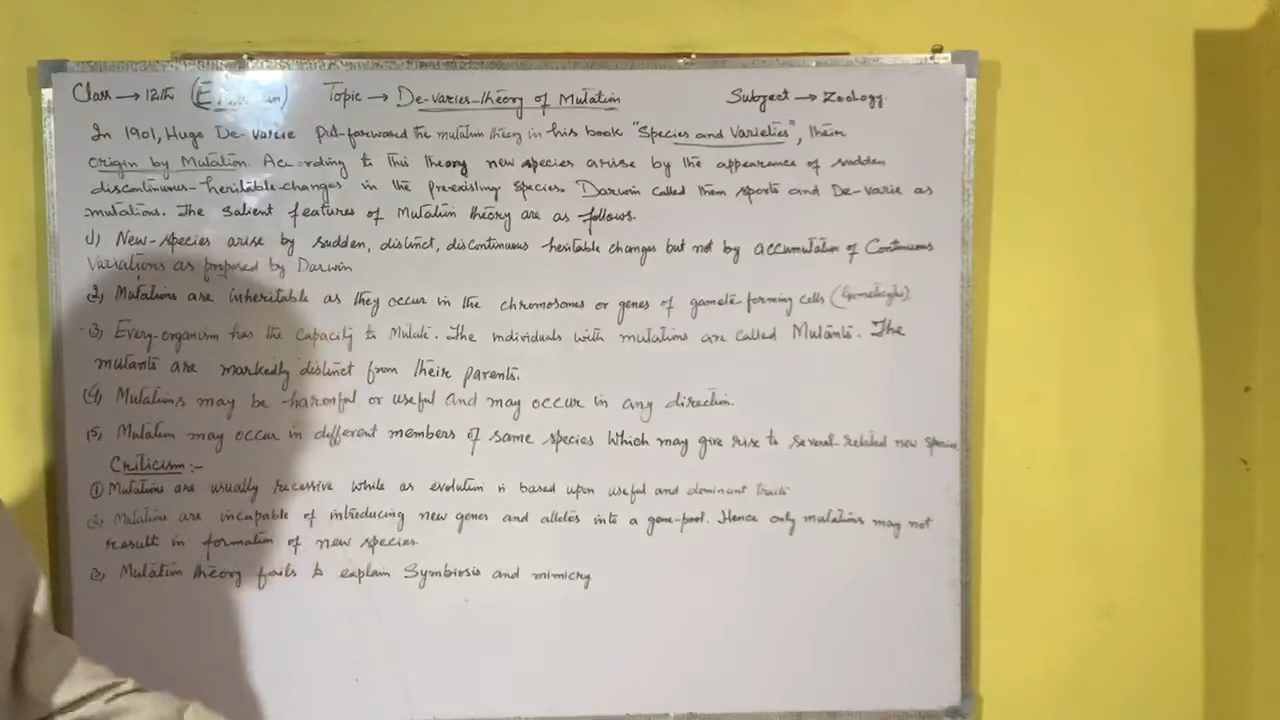 Class → 12th (Evolution) Topic → De-varies-theory of Mutation Subject → Zoology.
In 1901, Hugo De-Varie Put-forward the mutation theory in his book "Species and Varieties", their
origin by Mutation. According to this theory new species arise by the appearance of sudden
discontinuous-heritable-changes in the Pre-existing species. Darwin called them sports and De-Varie as
mutations. The Salient features of Mutation theory are as follows.
1) New-species arise by sudden, distinct, discontinuous heritable changes but not by accumulation of Continuous
Variations as proposed by Darwin
2) Mutations are inheritable as they occur in the chromosomes or genes of gamete-forming cells
3) Every-organism has the capacity to Mutate. The individuals with mutations are called Mutants. The
mutants are markedly distinct from their parents.
(4) Mutations may be harmful or useful and may occur in any direction.
(5) Mutation may occur in different members of same species which may give rise to several-related new species
Criticism :-
① Mutations are usually recessive while as evolution is based upon useful and dominant traits
(2) Mutations are incapable of introducing new genes and alleles into a gene-pool. Hence only mutations may not
result in formation of new species.
3) Mutation theory fails to explain Symbiosis and mimicry